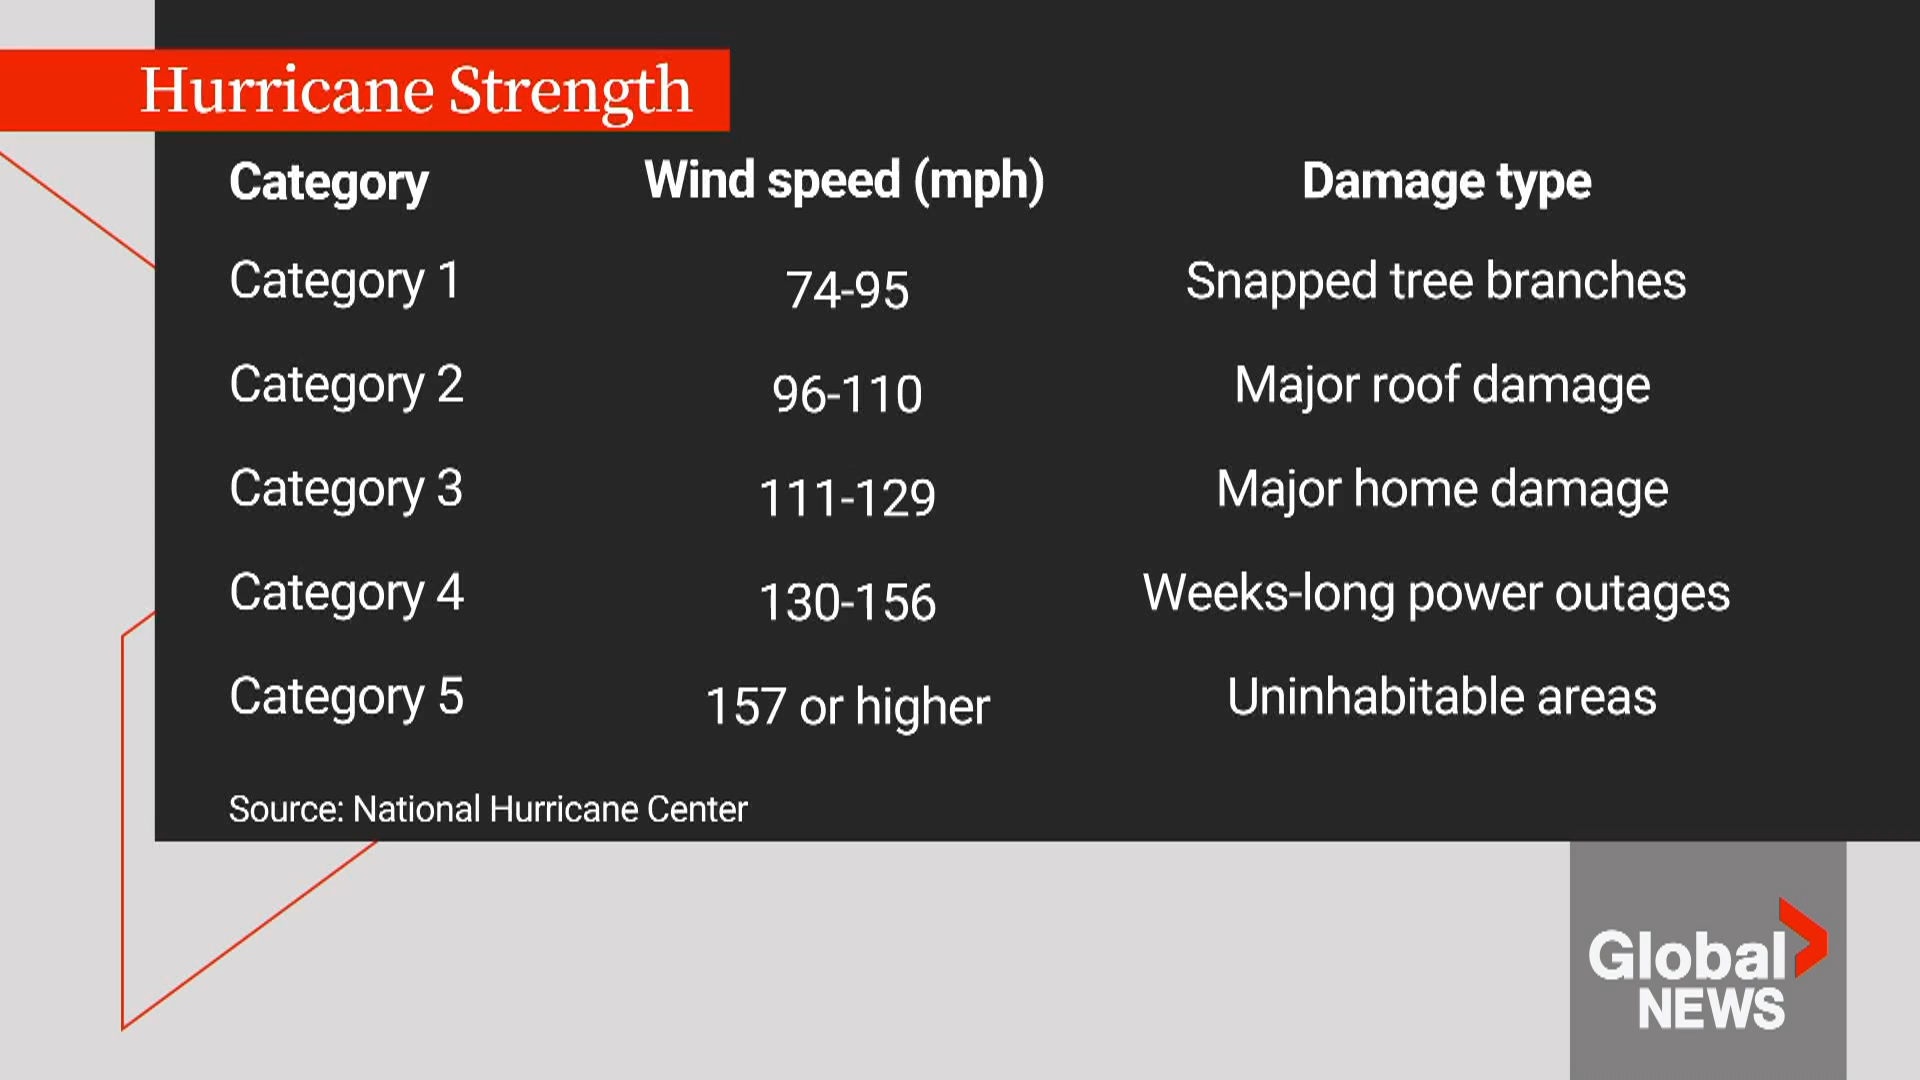 Hurricane Strength
Category Wind speed (mph) Damage type
Category 1 74-95 Snapped tree branches
Category 2 96-110 Major roof damage
Category 3 111-129 Major home damage
Category 4 130-156 Weeks-long power outages
Category 5 157 or higher Uninhabitable areas
Source: National Hurricane Center
Global
NEWS